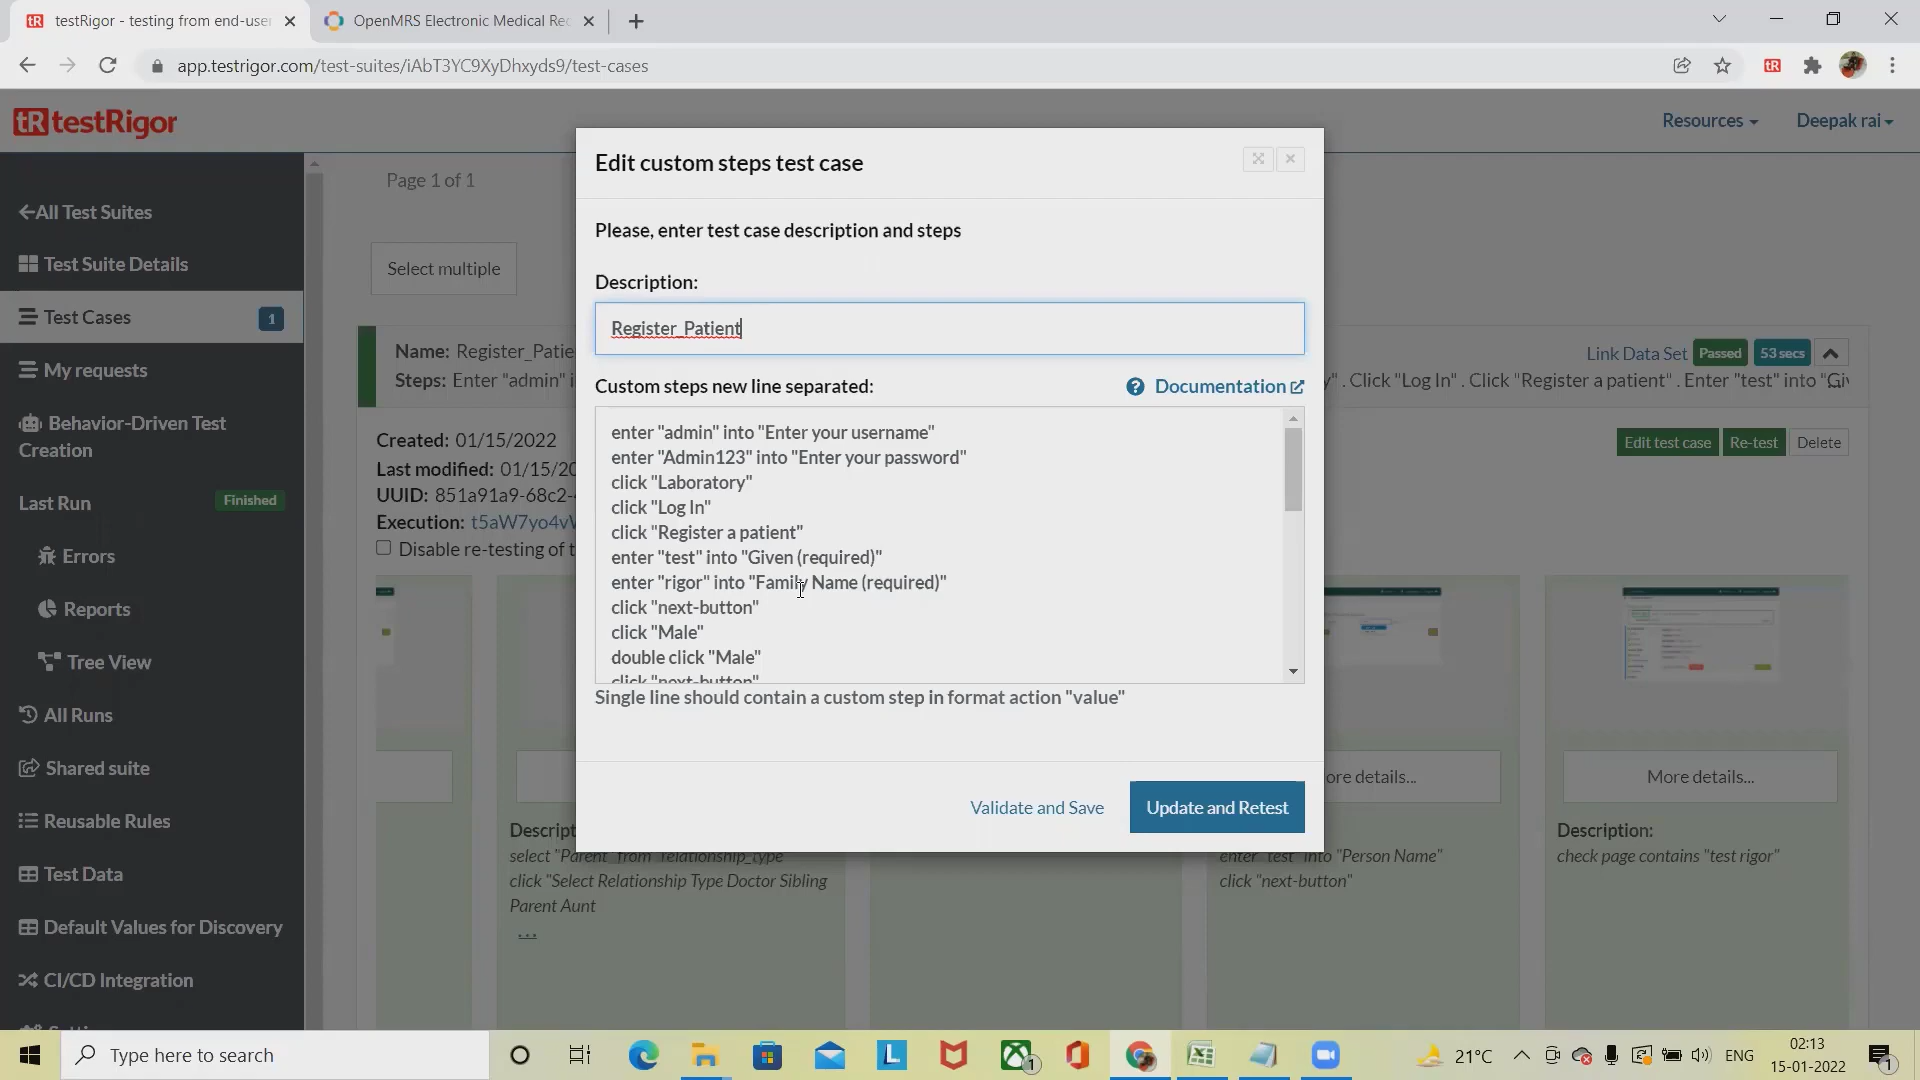 testRigor - testing from end-user
OpenMRS Electronic Medical Rec
app.testrigor.com/test-suites/iAbT3YC9XyDhxyds9/test-cases
tR testRigor
Resources
Deepak rai
All Test Suites
Test Suite Details
Test Cases
1
My requests
Behavior-Driven Test
Creation
Last Run
Finished
Errors
Reports
Tree View
All Runs
Shared suite
Reusable Rules
Test Data
Default Values for Discovery
CI/CD Integration
Page 1 of 1
Select multiple
Name: Register_Patie
Steps: Enter "admin" i
Link Data Set
Passed
53 secs
y" . Click "Log In" . Click "Register a patient" . Enter "test" into "Giv
Created: 01/15/2022
Last modified: 01/15/20
UUID: 851a91a9-68c2-
Execution: t5aW7yo4vV
Disable re-testing of t
Edit test case
Re-test
Delete
Edit custom steps test case
Please, enter test case description and steps
Description:
Register_Patient
Custom steps new line separated:
Documentation
enter "admin" into "Enter your username"
enter "Admin123" into "Enter your password"
click "Laboratory"
click "Log In"
click "Register a patient"
enter "test" into "Given (required)"
enter "rigor" into "Family Name (required)"
click "next-button"
click "Male"
double click "Male"
click "next-button"
Single line should contain a custom step in format action "value"
Validate and Save
Update and Retest
Descript
select "Parent" from "relationship_type"
click "Select Relationship Type Doctor Sibling
Parent Aunt
...
ore details...
enter "test" into "Person Name"
click "next-button"
More details...
Description:
check page contains "test rigor"
Type here to search
1
21°C
ENG
02:13
15-01-2022
1